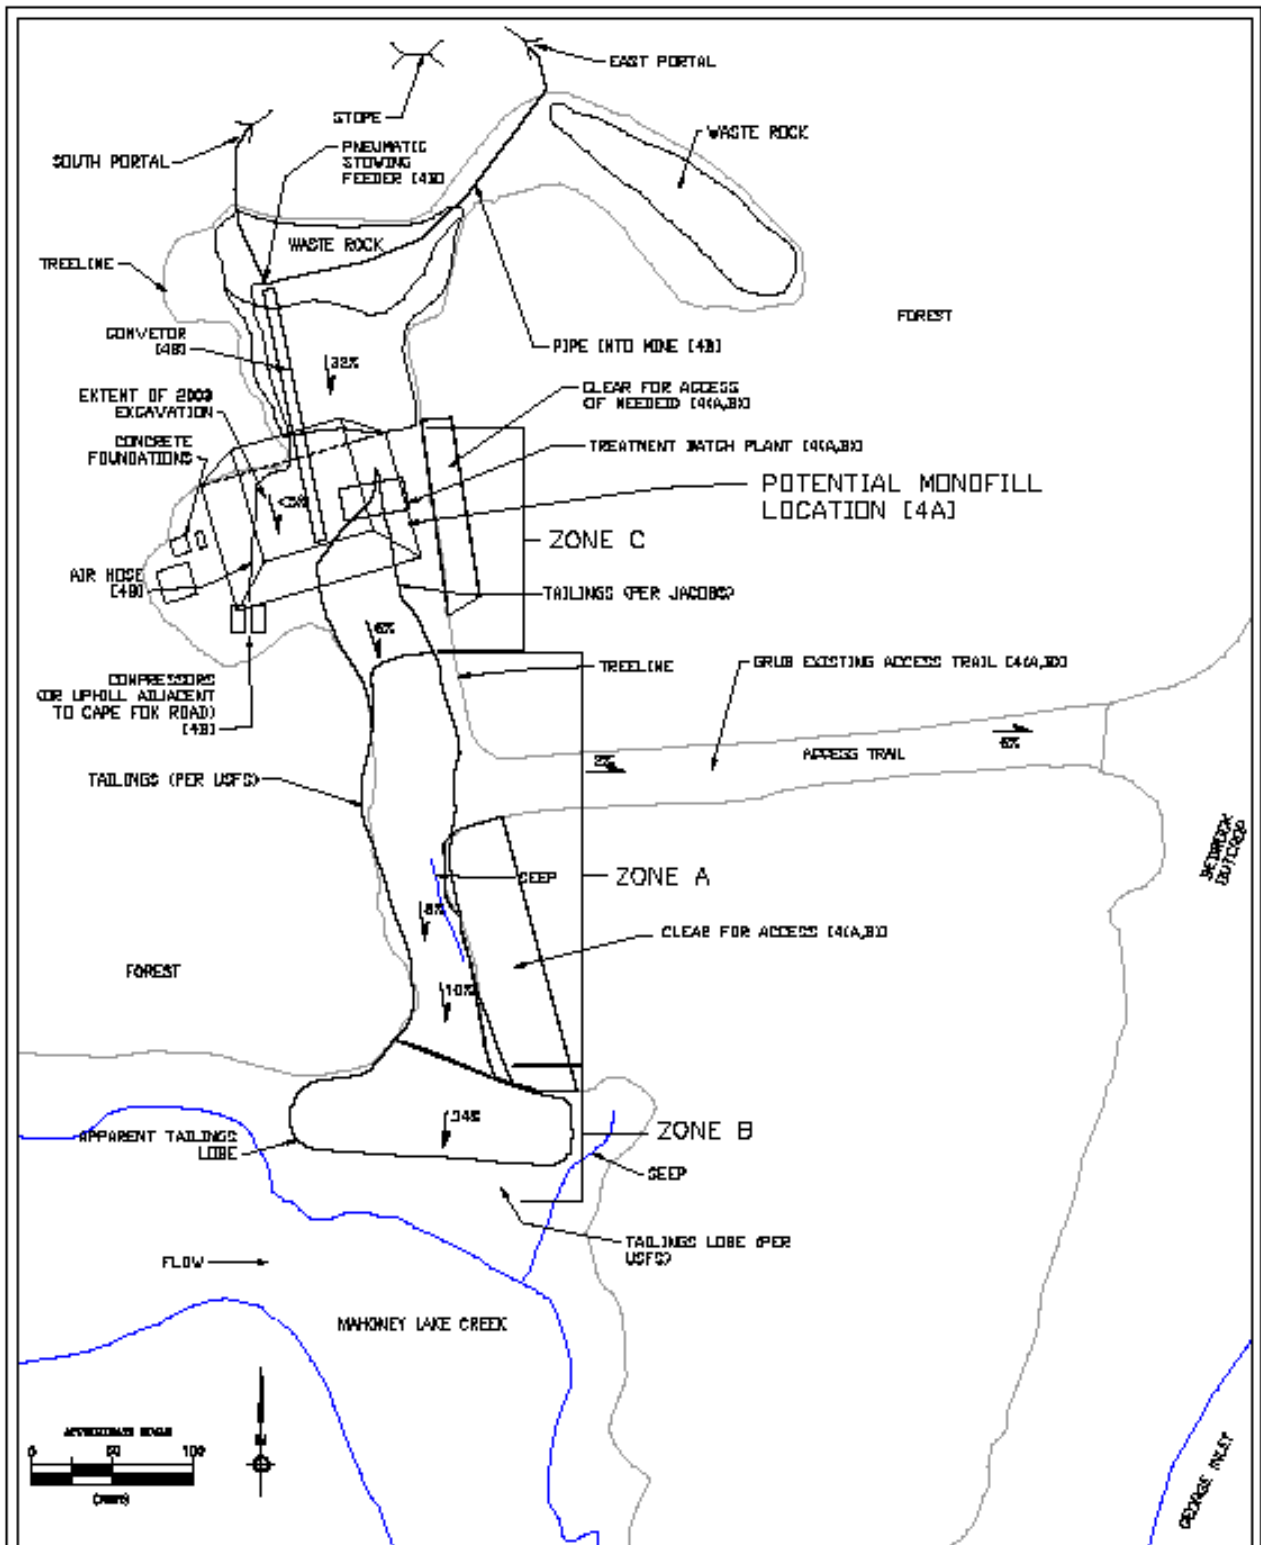 EAST PORTAL
STOPE
WASTE ROCK
PNEUMATIC
STOWING
FEEDER [4B]
SOUTH PORTAL
WASTE ROCK
TREELINE
FOREST
CONVEYOR
[4B]
32%
PIPE INTO MINE [4B]
CLEAR FOR ACCESS
(IF NEEDED) [4(A,B)]
EXTENT OF 2003
EXCAVATION
CONCRETE
FOUNDATIONS
TREATMENT BATCH PLANT [4(A,B)]
POTENTIAL MONOFILL
LOCATION [4A]
ZONE C
AIR HOSE
[4B]
TAILINGS (PER JACOBS)
6%
TREELINE
GRUB EXISTING ACCESS TRAIL [4(A,B)]
COMPRESSORS
(OR UPHILL ADJACENT
TO CAPE FOX ROAD)
[4B]
6%
ACCESS TRAIL
2%
TAILINGS (PER USFS)
BEDROCK
OUTCROP
SEEP
ZONE A
8%
CLEAR FOR ACCESS [4(A,B)]
FOREST
10%
34%
ZONE B
APPARENT TAILINGS
LOBE
SEEP
TAILINGS LOBE (PER
USFS)
FLOW
MAHONEY LAKE CREEK
APPROXIMATE SCALE
0 50 100
N
GEORGE INLET